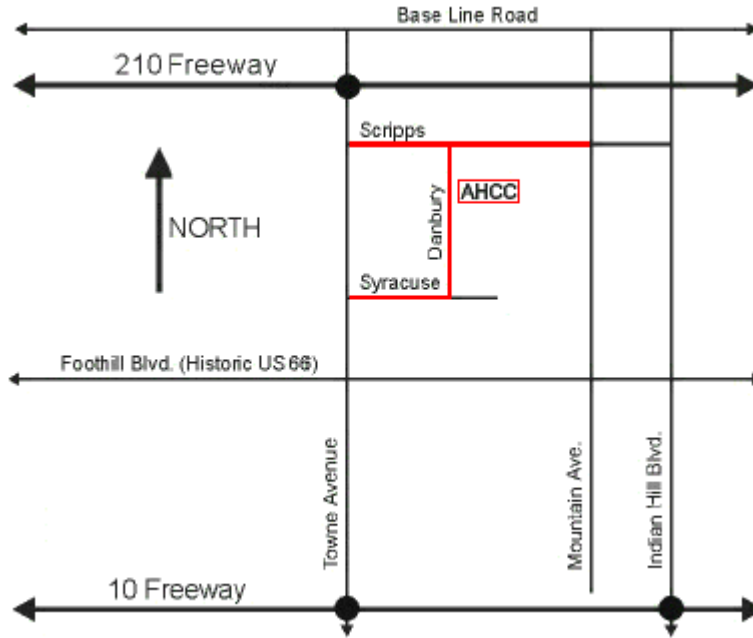 Base Line Road
210 Freeway
Scripps
AHCC
Danbury
NORTH
Syracuse
Foothill Blvd. (Historic US 66)
Towne Avenue
Mountain Ave.
Indian Hill Blvd.
10 Freeway